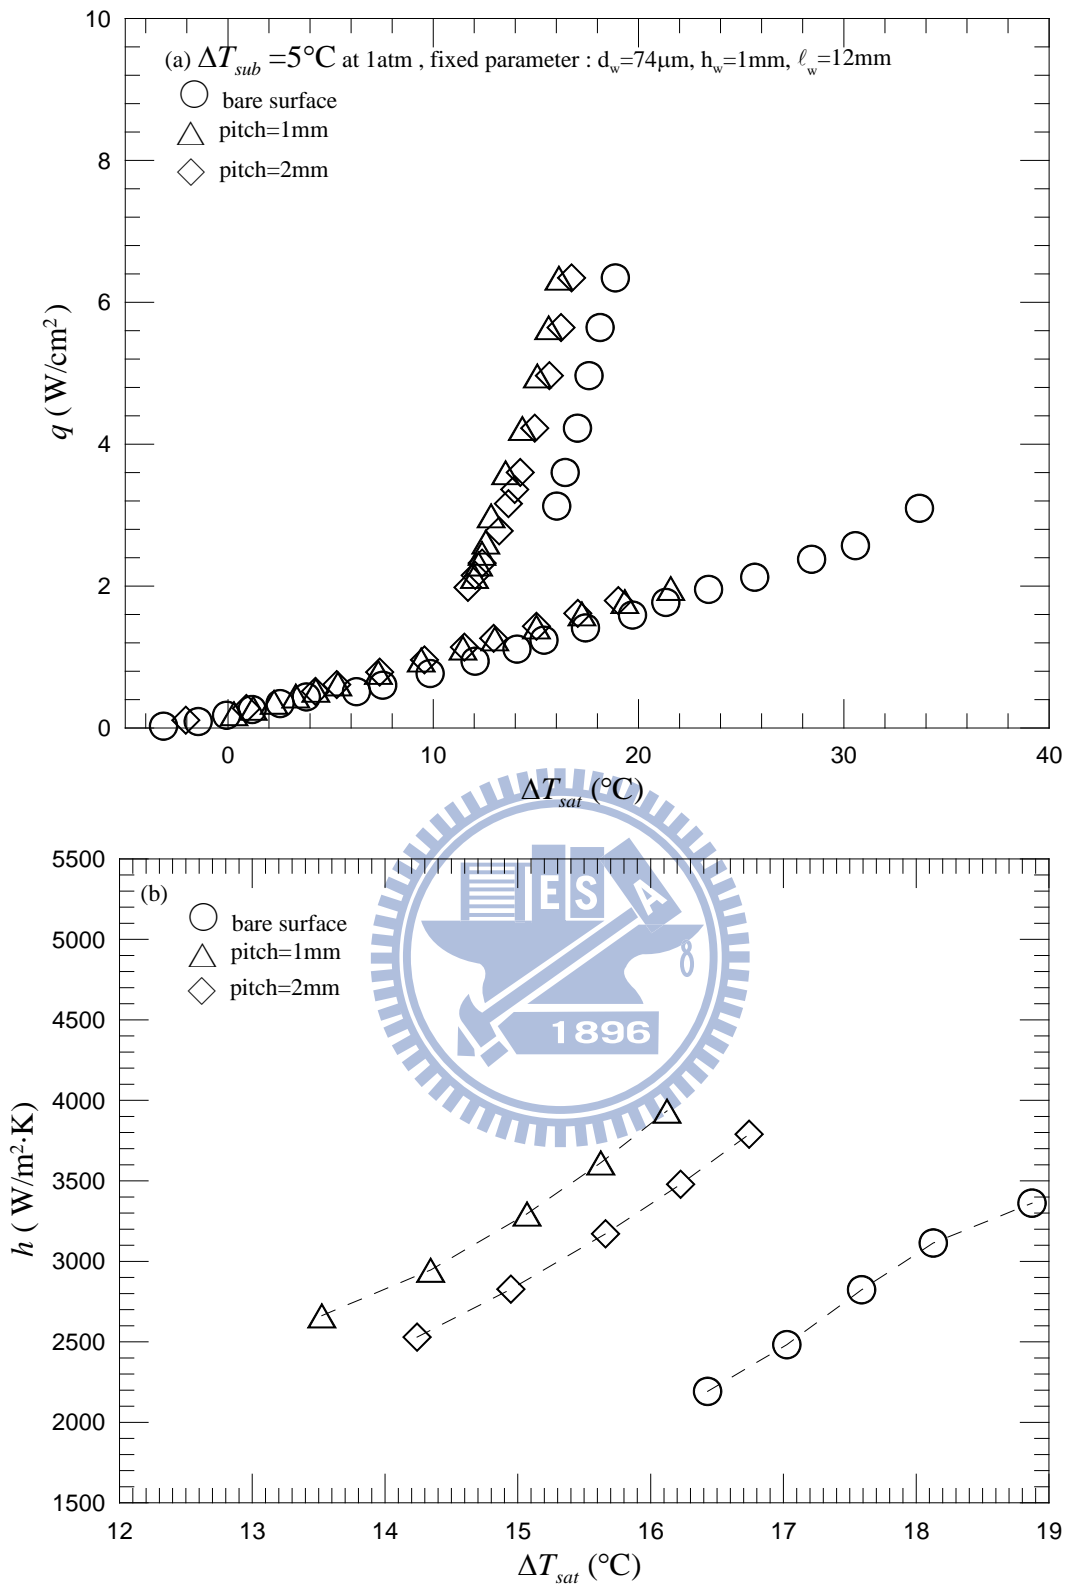 10
(a) ΔT_sub =5°C at 1atm , fixed parameter : d_w=74μm, h_w=1mm, ℓ_w=12mm
bare surface
pitch=1mm
8
pitch=2mm
6
q ( W/cm²)
4
2
0
0 10 20 30 40
ΔT_sat (°C)
5500
(b)
E S A
bare surface
5000
pitch=1mm
pitch=2mm
4500
1896
4000
3500
h ( W/m²·K)
3000
2500
2000
1500
12 13 14 15 16 17 18 19
ΔT_sat (°C)